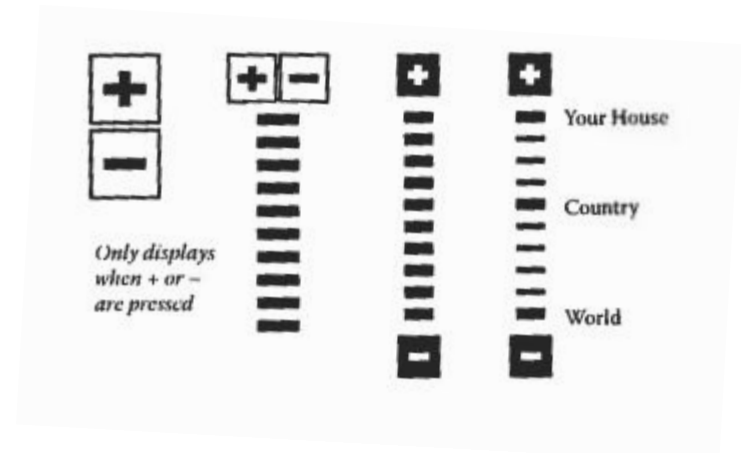 +
−
+ −
+
−
+
−
Only displays
when + or –
are pressed
Your House
Country
World